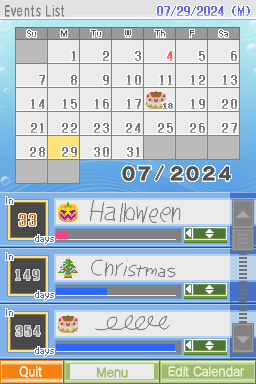 Events List 07/29/2024 (M)
Su M Tu W Th F Sa
1 2 3 4 5 6
7 8 9 10 11 12 13
14 15 16 17 18 19 20
21 22 23 24 25 26 27
28 29 30 31
07/2024
In
33 Halloween
days
In
149 Christmas
days
In
354
days
Quit Menu Edit Calendar